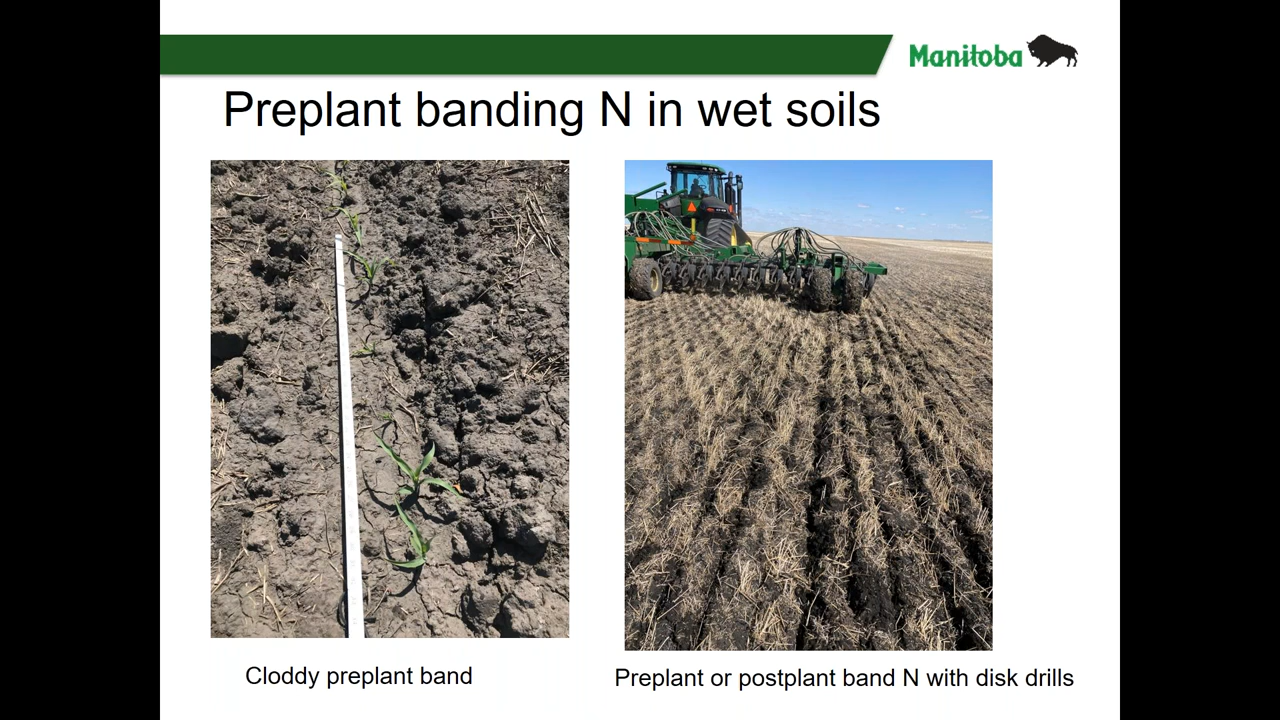 Manitoba
Preplant banding N in wet soils
Cloddy preplant band
Preplant or postplant band N with disk drills